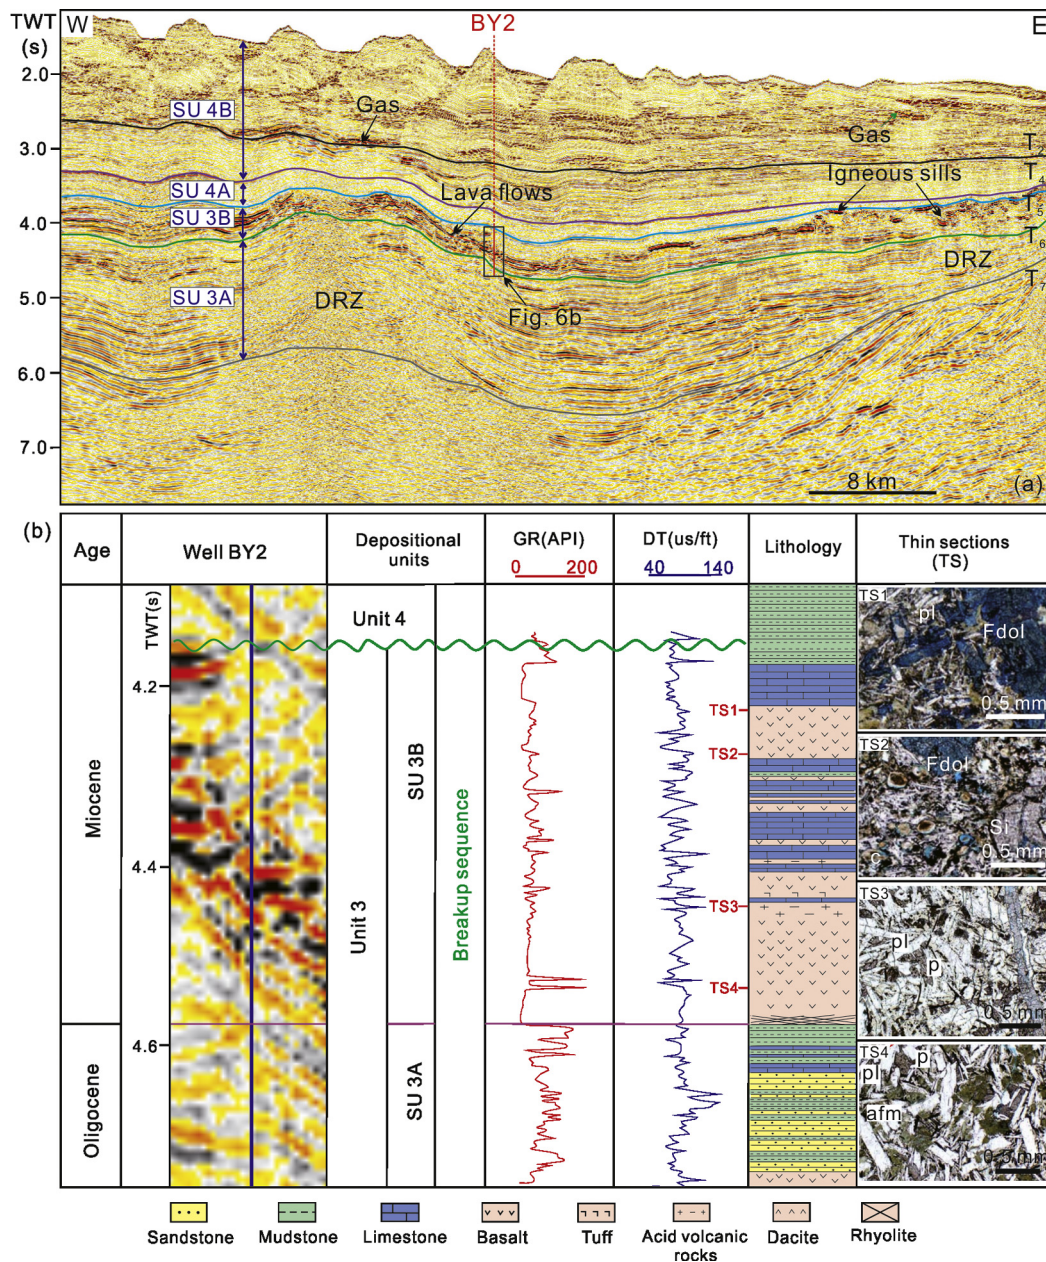 TWT
(s)
W
BY2
E
2.0
3.0
4.0
5.0
6.0
7.0
SU 4B
SU 4A
SU 3B
SU 3A
Gas
Gas
Lava flows
Igneous sills
DRZ
DRZ
Fig. 6b
T2
T4
T5
T6
T7
8 km
(a)
(b)
Age
Well BY2
Depositional
units
GR(API)
0 200
DT(us/ft)
40 140
Lithology
Thin sections
(TS)
TWT(s)
4.2
4.4
4.6
Miocene
Oligocene
Unit 4
Unit 3
SU 3B
SU 3A
Breakup sequence
TS1
TS2
TS3
TS4
TS1
pl
Fdol
0.5 mm
TS2
Fdol
SI
C
0.5 mm
TS3
pl
p
0.5 mm
TS4
p
pl
afm
0.5 mm
Sandstone
Mudstone
Limestone
Basalt
Tuff
Acid volcanic
rocks
Dacite
Rhyolite